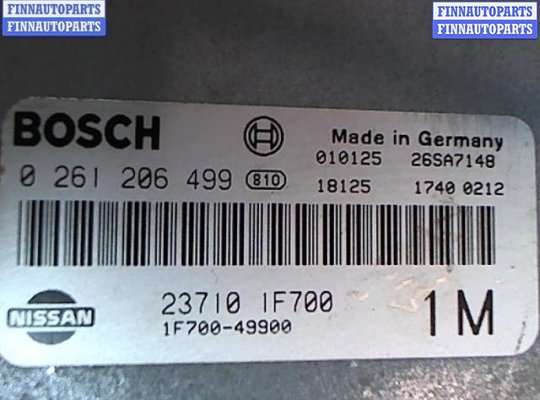 FINNAUTOPARTS FINNAUTOPARTS
FINNAUTOPARTS FINNAUTOPARTS
BOSCH Made in Germany
010125 26SA7148
0 261 206 499 810 18125 1740 0212
NISSAN 23710 1F700 1M
1F700-49900